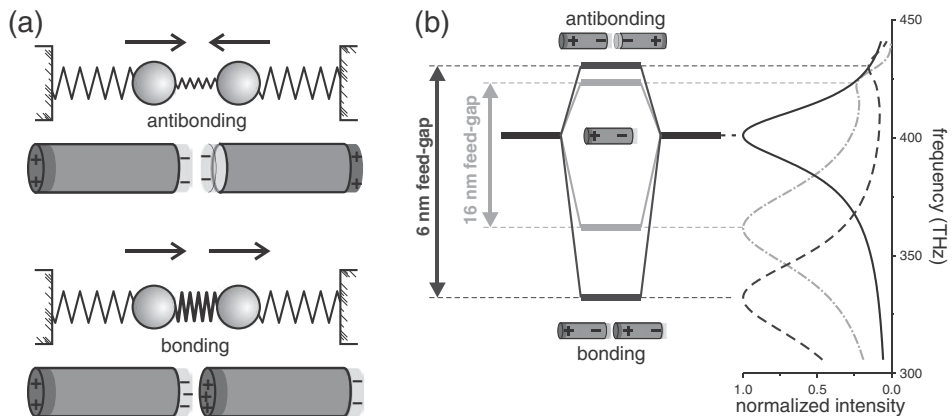 (a)
antibonding
+ + − − − − + +
bonding
+ + + − − − + + + − − −
(b)
antibonding
+ − − +
6 nm feed-gap
16 nm feed-gap
+ −
+ − + −
bonding
450
400
350
300
frequency (THz)
1.0 0.5 0.0
normalized intensity